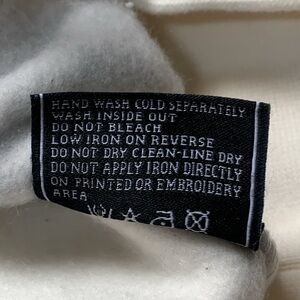 HAND WASH COLD SEPARATELY
WASH INSIDE OUT
DO NOT BLEACH
LOW IRON ON REVERSE
DO NOT DRY CLEAN-LINE DRY
DO NOT APPLY IRON DIRECTLY
ON PRINTED OR EMBROIDERY
AREA